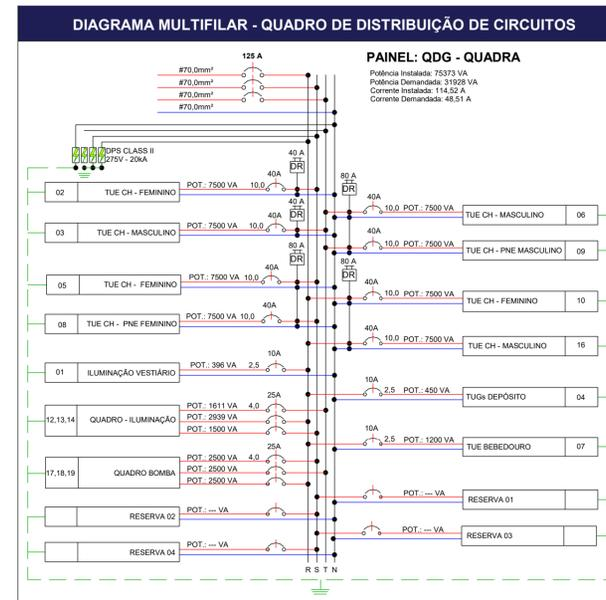 DIAGRAMA MULTIFILAR - QUADRO DE DISTRIBUIÇÃO DE CIRCUITOS
PAINEL: QDG - QUADRA
Potência Instalada: 75373 VA
Potência Demandada: 31928 VA
Corrente Instalada: 114,52 A
Corrente Demandada: 48,51 A
125 A
#70,0mm²
#70,0mm²
#70,0mm²
#70,0mm²
DPS CLASS II
275V - 20kA
40 A
DR
02 TUE CH - FEMININO POT.: 7500 VA 10,0 40A
40 A
DR
03 TUE CH - MASCULINO POT.: 7500 VA 10,0 40A
80 A
DR
05 TUE CH - FEMININO POT.: 7500 VA 10,0 40A
08 TUE CH - PNE FEMININO POT.: 7500 VA 10,0 40A
01 ILUMINAÇÃO VESTIÁRIO POT.: 396 VA 2,5 10A
12,13,14 QUADRO - ILUMINAÇÃO POT.: 1611 VA 4,0 25A
POT.: 2939 VA
POT.: 1500 VA
17,18,19 QUADRO BOMBA POT.: 2500 VA 4,0 25A
POT.: 2500 VA
POT.: 2500 VA
RESERVA 02 POT.: --- VA
RESERVA 04 POT.: --- VA
80 A
DR
40A 10,0 POT.: 7500 VA TUE CH - MASCULINO 06
40A 10,0 POT.: 7500 VA TUE CH - PNE MASCULINO 09
80 A
DR
40A 10,0 POT.: 7500 VA TUE CH - FEMININO 10
40A 10,0 POT.: 7500 VA TUE CH - MASCULINO 16
10A 2,5 POT.: 450 VA TUGs DEPÓSITO 04
10A 2,5 POT.: 1200 VA TUE BEBEDOURO 07
POT.: --- VA RESERVA 01
POT.: --- VA RESERVA 03
R S T N